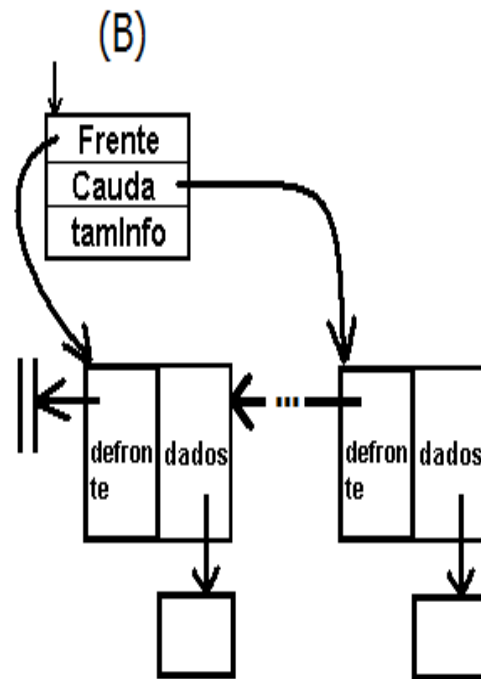 (B)
Frente
Cauda
tamInfo
...
defron
te
dados
defron
te
dados